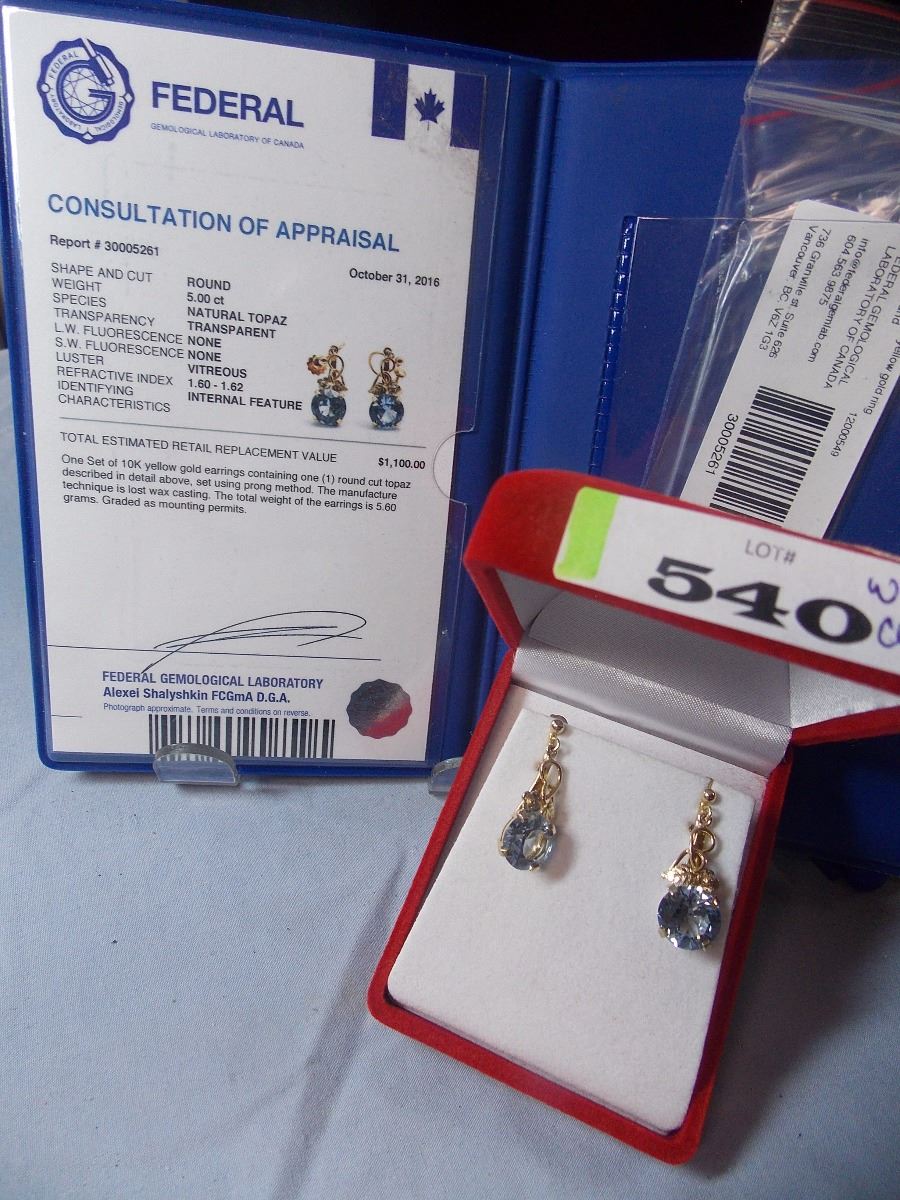 FEDERAL
GEMOLOGICAL LABORATORY OF CANADA
CONSULTATION OF APPRAISAL
Report # 30005261
October 31, 2016
SHAPE AND CUT ROUND
WEIGHT 5.00 ct
SPECIES NATURAL TOPAZ
TRANSPARENCY TRANSPARENT
L.W. FLUORESCENCE NONE
S.W. FLUORESCENCE NONE
LUSTER VITREOUS
REFRACTIVE INDEX 1.60 - 1.62
IDENTIFYING INTERNAL FEATURE
CHARACTERISTICS
TOTAL ESTIMATED RETAIL REPLACEMENT VALUE $1,100.00
One Set of 10K yellow gold earrings containing one (1) round cut topaz
described in detail above, set using prong method. The manufacture
technique is lost wax casting. The total weight of the earrings is 5.60
grams. Graded as mounting permits.
FEDERAL GEMOLOGICAL LABORATORY
Alexei Shalyshkin FCGmA D.G.A.
Photograph approximate. Terms and conditions on reverse.
yellow gold ring
12000549
FEDERAL GEMOLOGICAL
LABORATORY OF CANADA
info@federalgemlab.com
604 563 9875
736 Granville st. Suite 626
Vancouver, BC, V6Z 1G3
30005261
LOT#
540